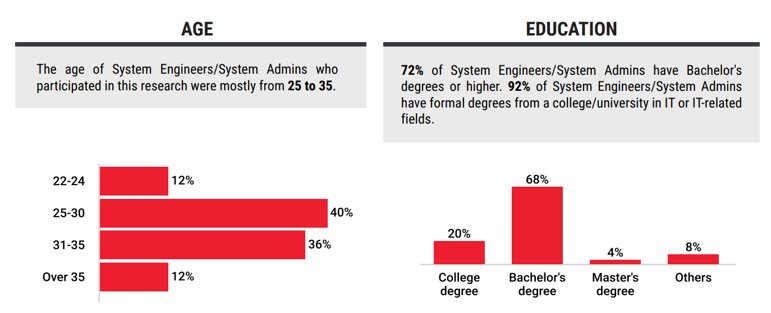 AGE
The age of System Engineers/System Admins who
participated in this research were mostly from 25 to 35.
22-24
12%
25-30
40%
31-35
36%
Over 35
12%
EDUCATION
72% of System Engineers/System Admins have Bachelor's
degrees or higher. 92% of System Engineers/System Admins
have formal degrees from a college/university in IT or IT-related
fields.
20%
68%
4%
8%
College
degree
Bachelor's
degree
Master's
degree
Others